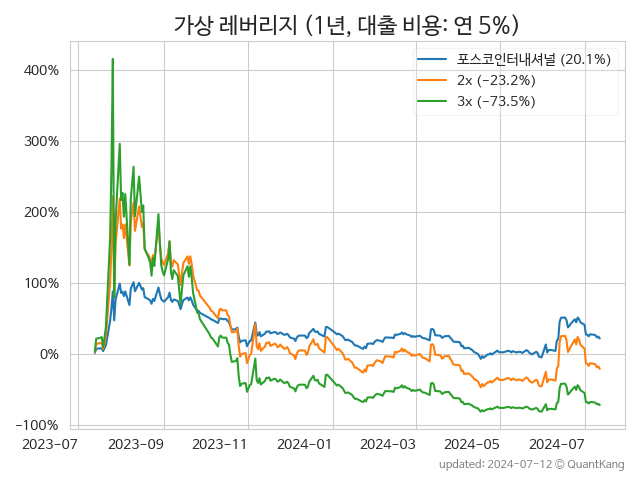 가상 레버리지 (1년, 대출 비용: 연 5%)
포스코인터내셔널 (20.1%)
2x (−23.2%)
3x (−73.5%)
400%
300%
200%
100%
0%
−100%
2023−07 2023−09 2023−11 2024−01 2024−03 2024−05 2024−07
updated: 2024-07-12 © QuantKang